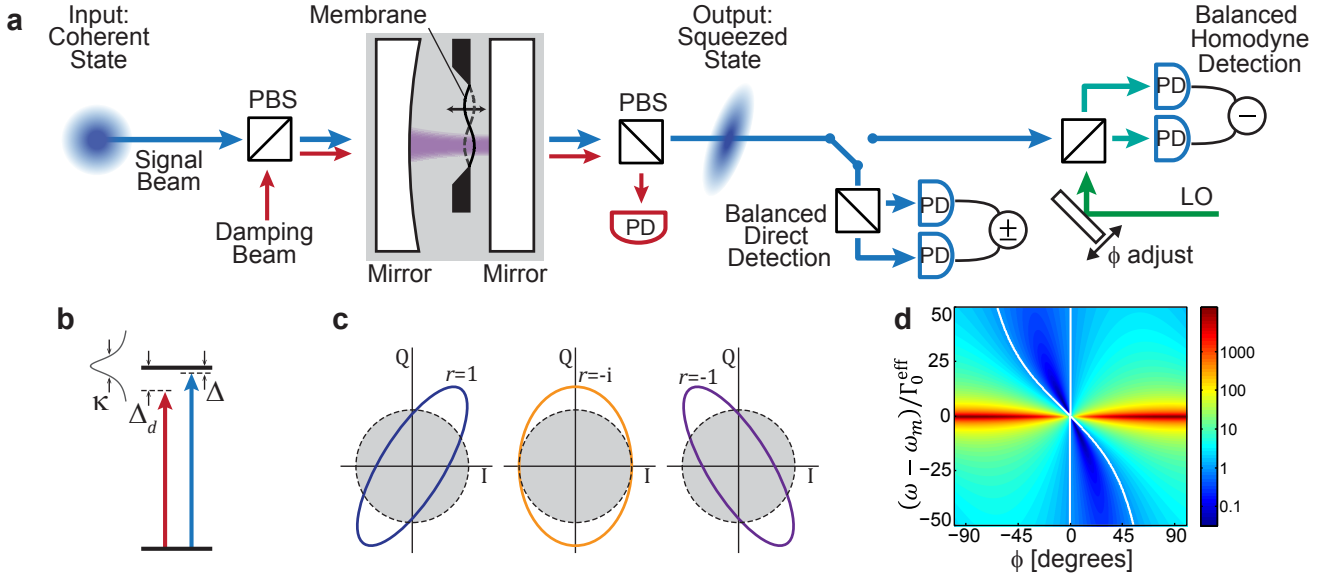 a
Input:
Coherent
State
PBS
Signal
Beam
Damping
Beam
Membrane
Mirror
Mirror
Output:
Squeezed
State
PBS
PD
Balanced
Direct
Detection
PD
PD
±
Balanced
Homodyne
Detection
PD
PD
−
LO
ϕ adjust
b
κ
Δd
Δ
c
Q
r=1
I
Q
r=-i
I
Q
r=-1
I
d
(ω − ωm)/Γ0eff
50
25
0
−25
−50
−90
−45
0
45
90
ϕ [degrees]
1000
100
10
1
0.1